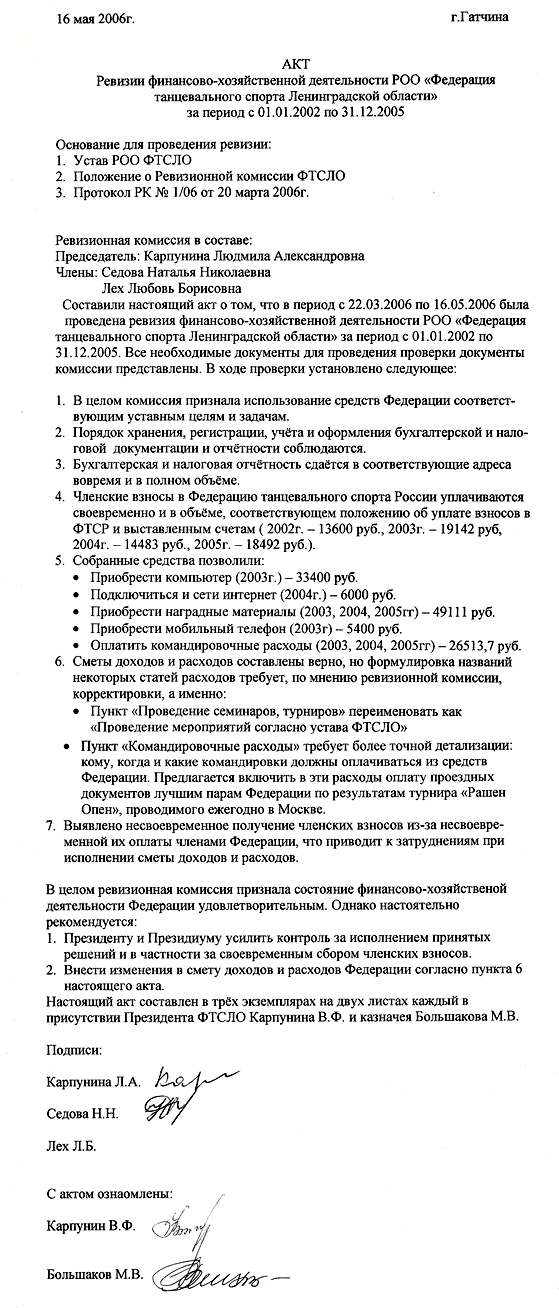 16 мая 2006г. г.Гатчина
АКТ
Ревизии финансово-хозяйственной деятельности РОО «Федерация
танцевального спорта Ленинградской области»
за период с 01.01.2002 по 31.12.2005
Основание для проведения ревизии:
1. Устав РОО ФТСЛО
2. Положение о Ревизионной комиссии ФТСЛО
3. Протокол РК № 1/06 от 20 марта 2006г.
Ревизионная комиссия в составе:
Председатель: Карпунина Людмила Александровна
Члены: Седова Наталья Николаевна
Лех Любовь Борисовна
Составили настоящий акт о том, что в период с 22.03.2006 по 16.05.2006 была
проведена ревизия финансово-хозяйственной деятельности РОО «Федерация
танцевального спорта Ленинградской области» за период с 01.01.2002 по
31.12.2005. Все необходимые документы для проведения проверки документы
комиссии представлены. В ходе проверки установлено следующее:
1. В целом комиссия признала использование средств Федерации соответст-
вующим уставным целям и задачам.
2. Порядок хранения, регистрации, учёта и оформления бухгалтерской и нало-
говой документации и отчётности соблюдаются.
3. Бухгалтерская и налоговая отчётность сдаётся в соответствующие адреса
вовремя и в полном объёме.
4. Членские взносы в Федерацию танцевального спорта России уплачиваются
своевременно и в объёме, соответствующем положению об уплате взносов в
ФТСР и выставленным счетам ( 2002г. – 13600 руб., 2003г. – 19142 руб,
2004г. – 14483 руб., 2005г. – 18492 руб.).
5. Собранные средства позволили:
• Приобрести компьютер (2003г.) – 33400 руб.
• Подключиться и сети интернет (2004г.) – 6000 руб.
• Приобрести наградные материалы (2003, 2004, 2005гг) – 49111 руб.
• Приобрести мобильный телефон (2003г) – 5400 руб.
• Оплатить командировочные расходы (2003, 2004, 2005гг) – 26513,7 руб.
6. Сметы доходов и расходов составлены верно, но формулировка названий
некоторых статей расходов требует, по мнению ревизионной комиссии,
корректировки, а именно:
• Пункт «Проведение семинаров, турниров» переименовать как
«Проведение мероприятий согласно устава ФТСЛО»
• Пункт «Командировочные расходы» требует более точной детализации:
кому, когда и какие командировки должны оплачиваться из средств
Федерации. Предлагается включить в эти расходы оплату проездных
документов лучшим парам Федерации по результатам турнира «Рашен
Опен», проводимого ежегодно в Москве.
7. Выявлено несвоевременное получение членских взносов из-за несвоевре-
менной их оплаты членами Федерации, что приводит к затруднениям при
исполнении сметы доходов и расходов.
В целом ревизионная комиссия признала состояние финансово-хозяйственой
деятельности Федерации удовлетворительным. Однако настоятельно
рекомендуется:
1. Президенту и Президиуму усилить контроль за исполнением принятых
решений и в частности за своевременным сбором членских взносов.
2. Внести изменения в смету доходов и расходов Федерации согласно пункта 6
настоящего акта.
Настоящий акт составлен в трёх экземплярах на двух листах каждый в
присутствии Президента ФТСЛО Карпунина В.Ф. и казначея Большакова М.В.
Подписи:
Карпунина Л.А.
Седова Н.Н.
Лех Л.Б.
С актом ознаомлены:
Карпунин В.Ф.
Большаков М.В.